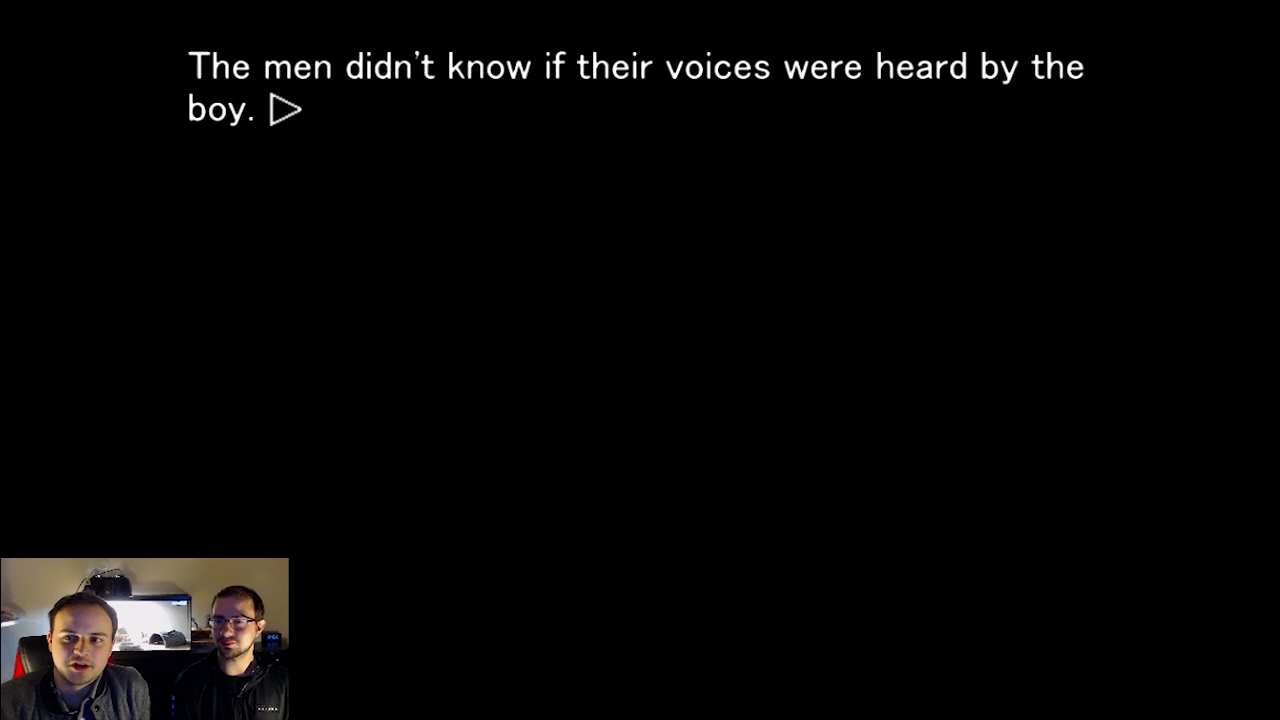 The men didn't know if their voices were heard by the
boy.